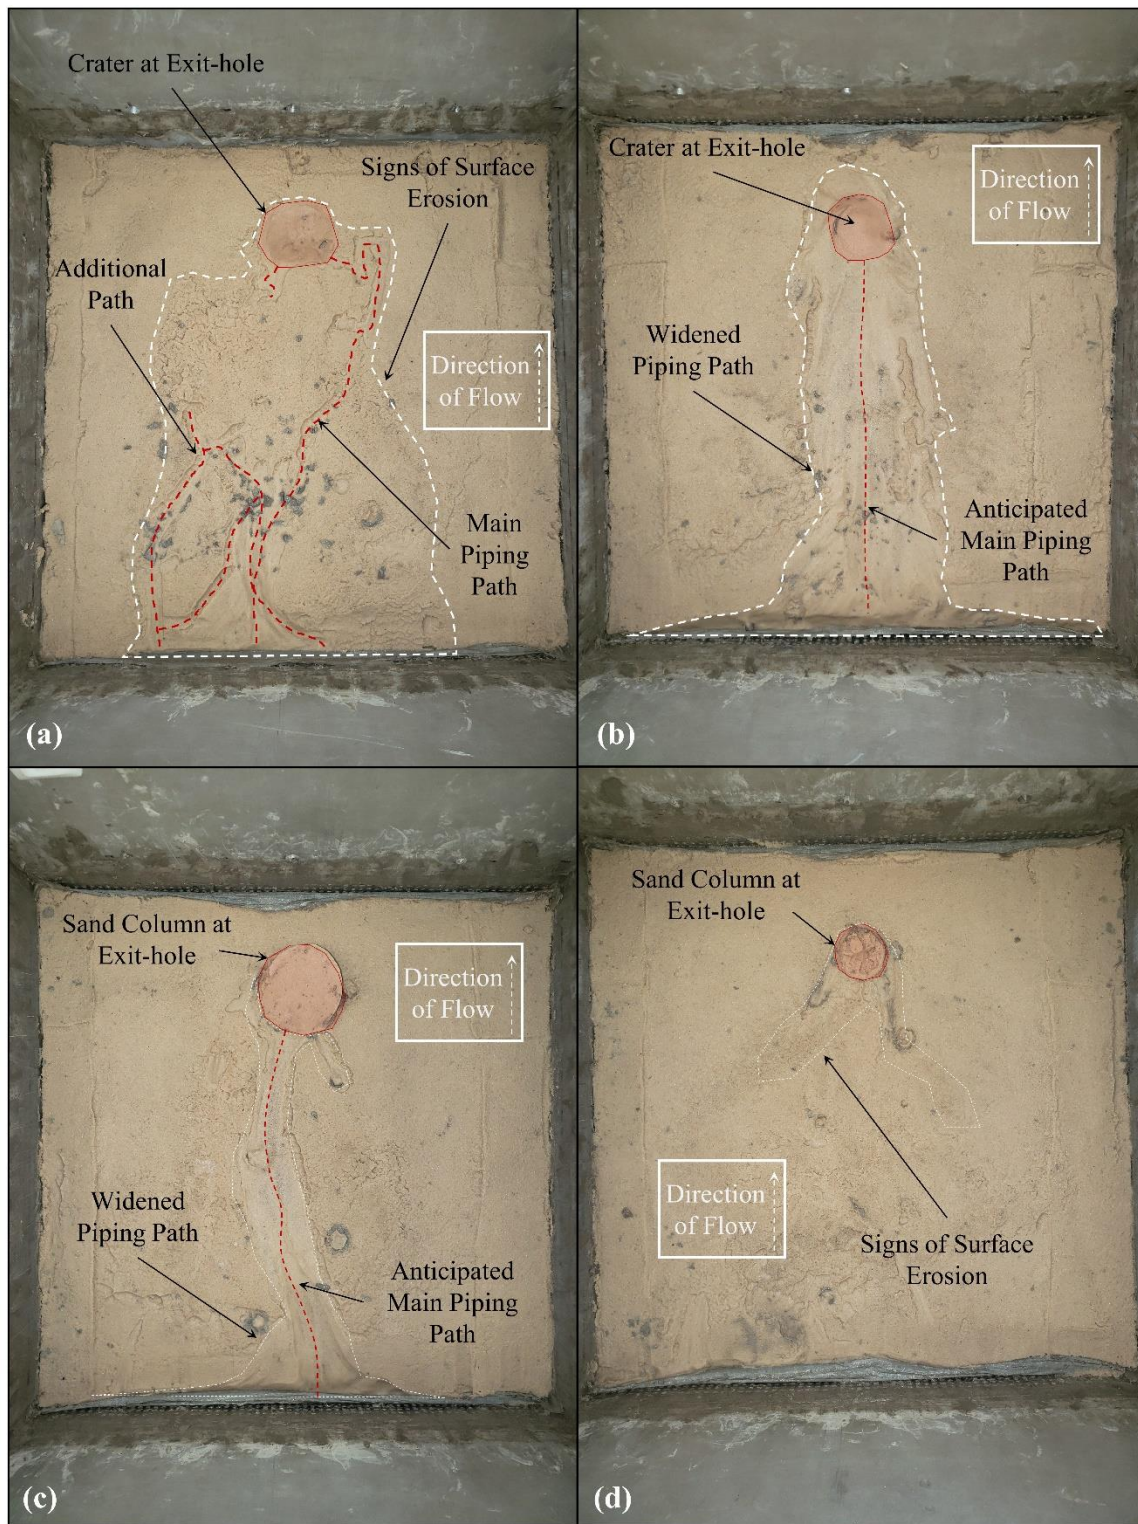 Crater at Exit-hole
Signs of Surface
Erosion
Additional
Path
Direction
of Flow
Main
Piping
Path
(a)
Crater at Exit-hole
Direction
of Flow
Widened
Piping Path
Anticipated
Main Piping
Path
(b)
Sand Column at
Exit-hole
Direction
of Flow
Widened
Piping Path
Anticipated
Main Piping
Path
(c)
Sand Column at
Exit-hole
Direction
of Flow
Signs of Surface
Erosion
(d)